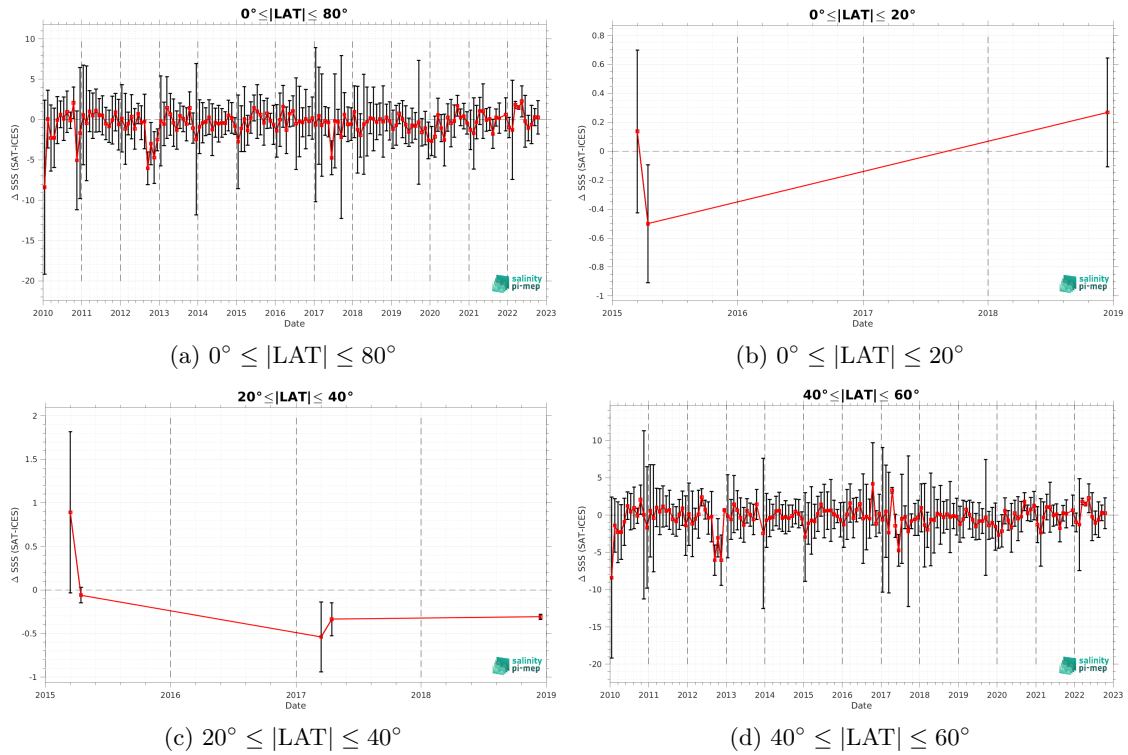 0°≤|LAT|≤ 80°
Δ SSS (SAT-ICES)
10
5
0
-5
-10
-15
-20
2010 2011 2012 2013 2014 2015 2016 2017 2018 2019 2020 2021 2022 2023
Date
salinity
pi-mep
(a) 0° ≤ |LAT| ≤ 80°
0°≤|LAT|≤ 20°
Δ SSS (SAT-ICES)
0.8
0.6
0.4
0.2
0
-0.2
-0.4
-0.6
-0.8
-1
2015 2016 2017 2018 2019
Date
salinity
pi-mep
(b) 0° ≤ |LAT| ≤ 20°
20°≤|LAT|≤ 40°
Δ SSS (SAT-ICES)
2
1.5
1
0.5
0
-0.5
-1
2015 2016 2017 2018 2019
Date
salinity
pi-mep
(c) 20° ≤ |LAT| ≤ 40°
40°≤|LAT|≤ 60°
Δ SSS (SAT-ICES)
10
5
0
-5
-10
-15
-20
2010 2011 2012 2013 2014 2015 2016 2017 2018 2019 2020 2021 2022 2023
Date
salinity
pi-mep
(d) 40° ≤ |LAT| ≤ 60°